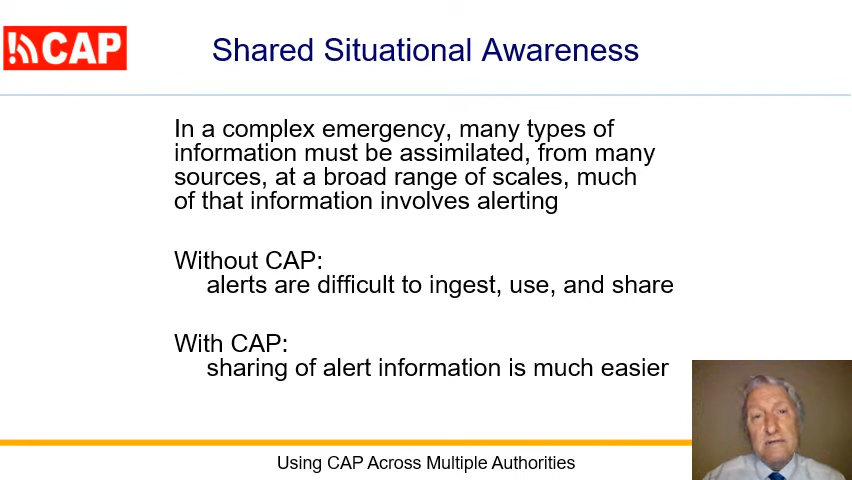 CAP
Shared Situational Awareness
In a complex emergency, many types of
information must be assimilated, from many
sources, at a broad range of scales, much
of that information involves alerting
Without CAP:
alerts are difficult to ingest, use, and share
With CAP:
sharing of alert information is much easier
Using CAP Across Multiple Authorities